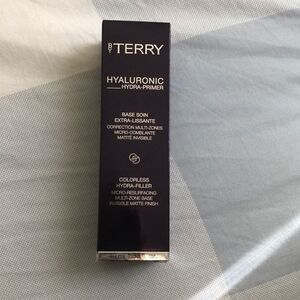 BY TERRY
HYALURONIC
HYDRA-PRIMER
BASE SOIN
EXTRA-LISSANTE
CORRECTION MULTI-ZONES
MICRO-COMBLANTE
MATITÉ INVISIBLE
COLORLESS
HYDRA-FILLER
MICRO-RESURFACING
MULTI-ZONE BASE
INVISIBLE MATTE FINISH